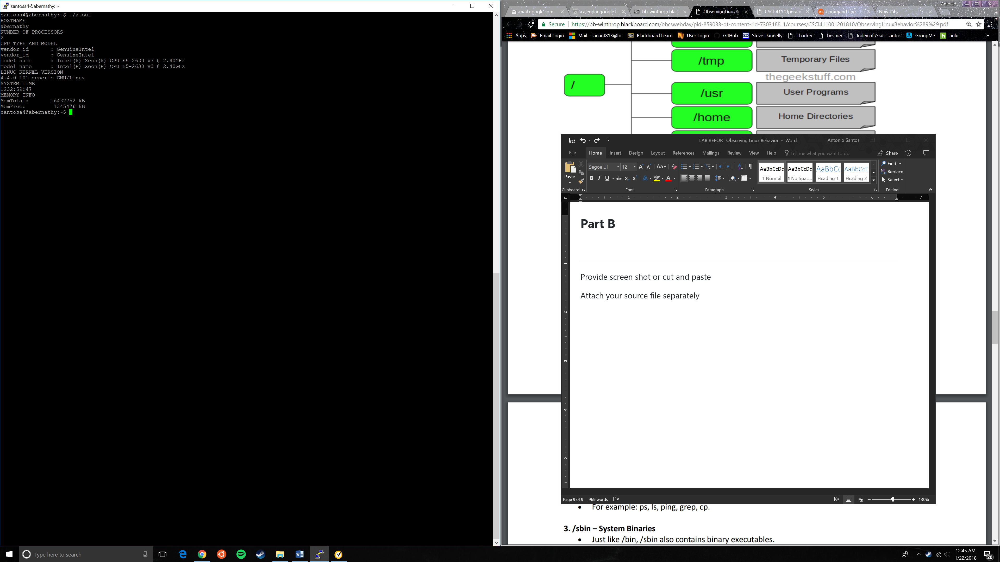 santosa4@abernathy: ~
santosa4@abernathy:~$ ./a.out
HOSTNAME
abernathy
NUMBER OF PROCESSORS
2
CPU TYPE AND MODEL
vendor_id : GenuineIntel
vendor_id : GenuineIntel
model name : Intel(R) Xeon(R) CPU E5-2630 v3 @ 2.40GHz
model name : Intel(R) Xeon(R) CPU E5-2630 v3 @ 2.40GHz
LINUC KERNEL VERSION
4.4.0-101-generic GNU/Linux
SYSTEM TIME
1232:59:47
MEMORY INFO
MemTotal: 16432752 kB
MemFree: 1345476 kB
santosa4@abernathy:~$
Antonio
mail.google.com
calendar.google.
bb-winthrop.blac
ObservingLinuxBe
CSCI 411 Operati
ask command line -
New Tab
Secure https://bb-winthrop.blackboard.com/bbcswebdav/pid-859033-dt-content-rid-7303188_1/courses/CSCI411001201810/ObservingLinuxBehavior%289%29.pdf
Apps Email Login Mail - sanant813@ho Bb Blackboard Learn User Login GitHub SD Steve Dannelly Thacker besmer Index of /~acc.santos GroupMe h hulu »
/tmp Temporary Files
thegeekstuff.com
/
/usr User Programs
/home Home Directories
LAB REPORT Observing Linux Behavior - Word Antonio Santos
File Home Insert Design Layout References Mailings Review View Help Tell me what you want to do Share
Paste
Segoe UI 12
AaBbCcDc AaBbCcDc AaBbC AaBbCcD
¶ Normal ¶ No Spac... Heading 1 Heading 2
Find
Replace
Select
Clipboard Font Paragraph Styles Editing
1 2 3 4 5 6 7
Part B
Provide screen shot or cut and paste
Attach your source file separately
1
2
3
4
5
Page 9 of 9 969 words 130%
• For example: ps, ls, ping, grep, cp.
3. /sbin – System Binaries
• Just like /bin, /sbin also contains binary executables.
Type here to search
12:45 AM
1/22/2018
28